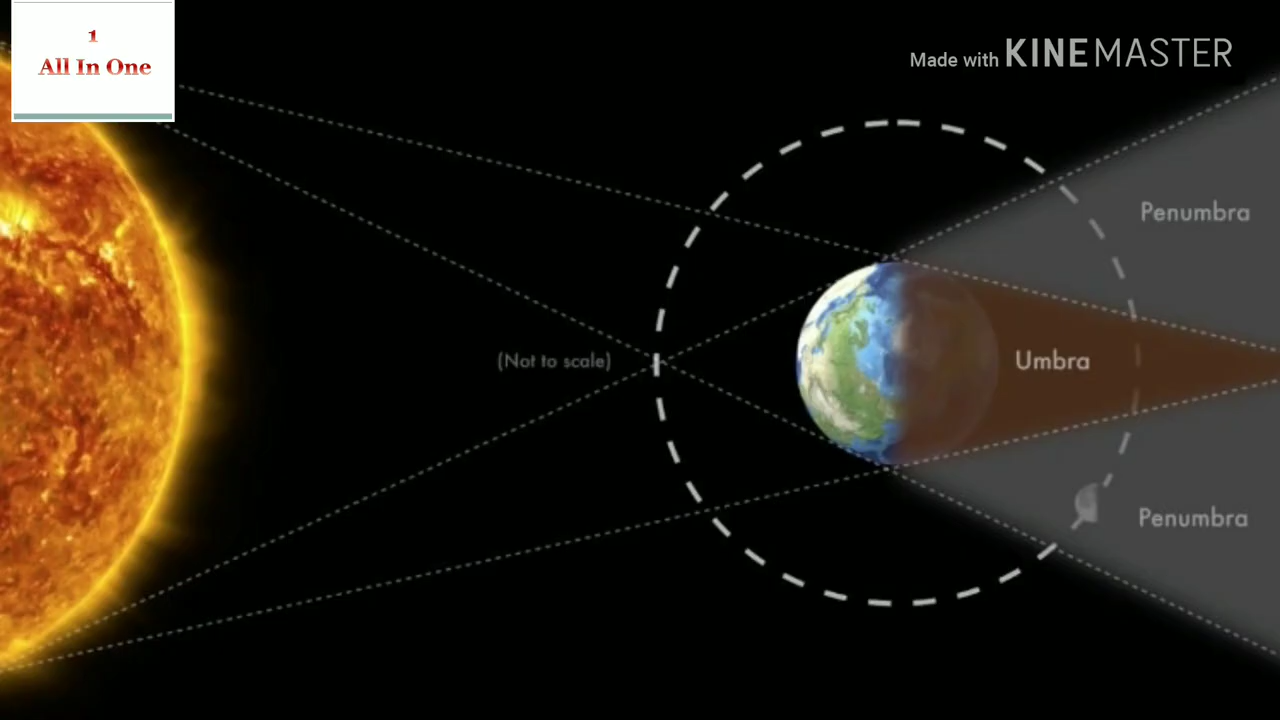 1
All In One
Made with KINEMASTER
Penumbra
(Not to scale)
Umbra
Penumbra